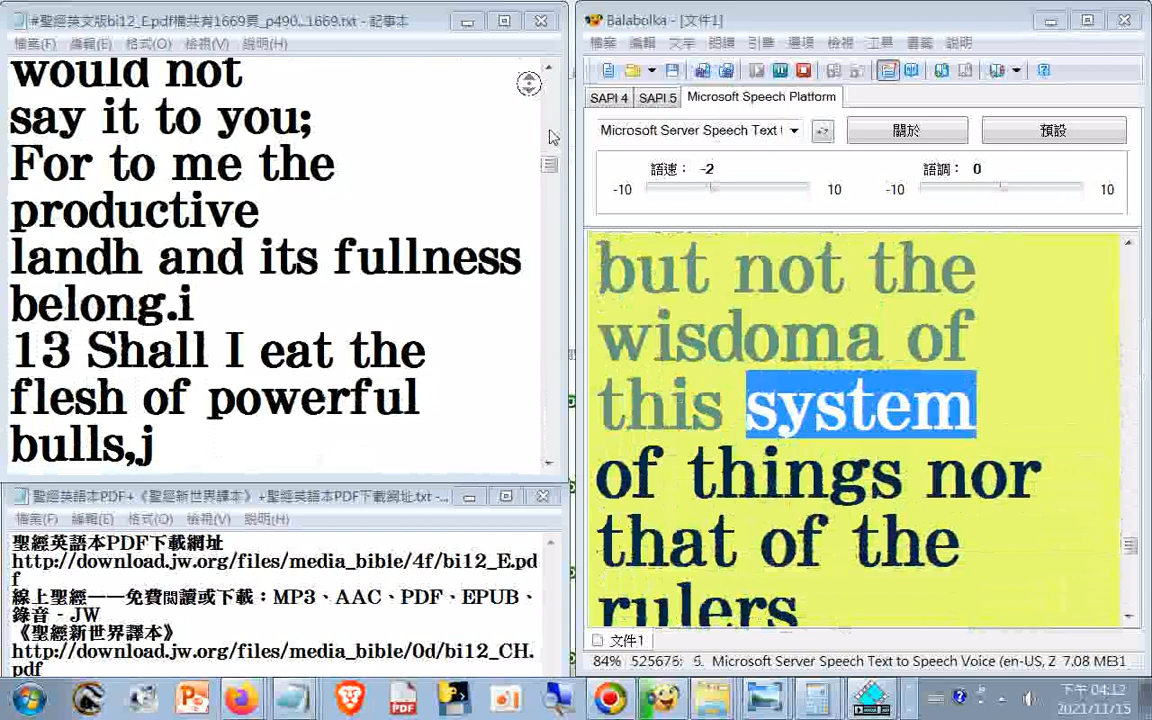 #聖經英文版bi12_E.pdf檔共有1669頁_p490...1669.txt - 記事本
檔案(F) 編輯(E) 格式(O) 檢視(V) 說明(H)
would not
say it to you;
For to me the
productive
landh and its fullness
belong.i
13 Shall I eat the
flesh of powerful
bulls,j
聖經英語本PDF+《聖經新世界譯本》+聖經英語本PDF下載網址.txt -...
檔案(F) 編輯(E) 格式(O) 檢視(V) 說明(H)
聖經英語本PDF下載網址
http://download.jw.org/files/media_bible/4f/bi12_E.pd
f
線上聖經——免費閱讀或下載：MP3、AAC、PDF、EPUB、
錄音 - JW
《聖經新世界譯本》
http://download.jw.org/files/media_bible/0d/bi12_CH.
pdf
Balabolka - [文件1]
檔案 編輯 文字 朗讀 引擎 選項 檢視 工具 書籤 說明
SAPI 4 SAPI 5 Microsoft Speech Platform
Microsoft Server Speech Text 關於 預設
語速： -2 語調： 0
-10 10 -10 10
but not the
wisdoma of
this system
of things nor
that of the
rulers
文件1
84% Microsoft Server Speech Text to Speech Voice (en-US, Z 7.08 MB
PDF
下午 04:12
2021/11/15